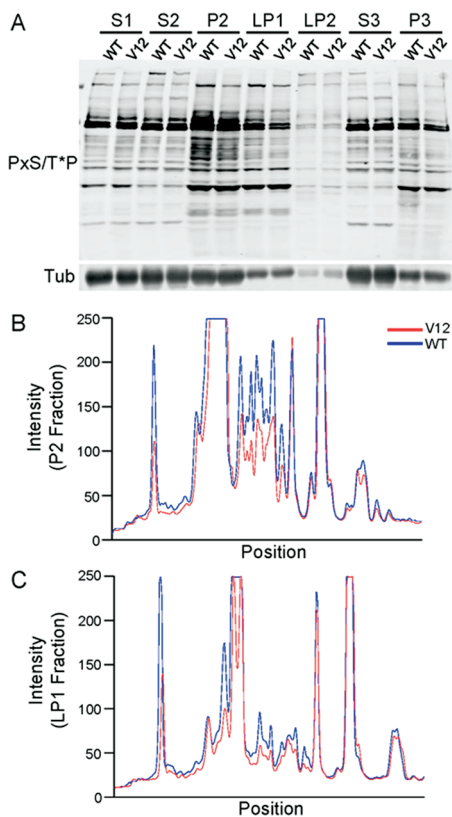 A
S1 S2 P2 LP1 LP2 S3 P3
WT V12 WT V12 WT V12 WT V12 WT V12 WT V12 WT V12
PxS/T*P
Tub
B
250
200
150
100
50
0
Intensity
(P2 Fraction)
V12
WT
Position
C
250
200
150
100
50
0
Intensity
(LP1 Fraction)
Position